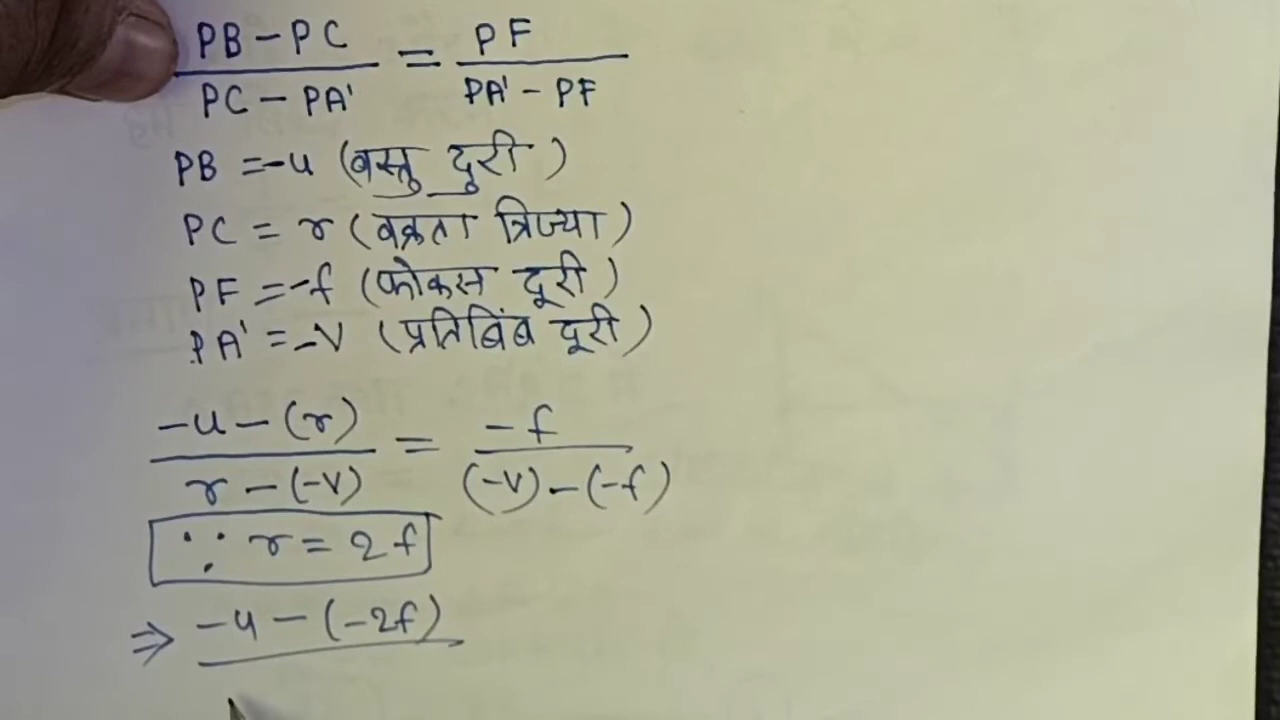 PB - PC / PC - PA' = PF / PA' - PF
PB = -u (वस्तु दुरी)
PC = r (वक्रता त्रिज्या)
PF = -f (फोकस दूरी)
PA' = -v (प्रतिबिंब दूरी)
-u - (r) / r - (-v) = -f / (-v) - (-f)
∵ r = 2f
⇒ -u - (-2f)